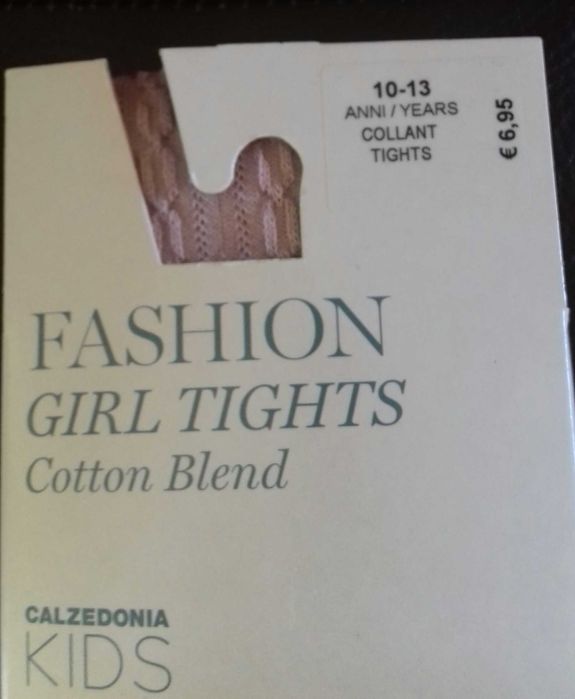 10-13
ANNI / YEARS
COLLANT
TIGHTS
€ 6,95
FASHION
GIRL TIGHTS
Cotton Blend
CALZEDONIA
KIDS